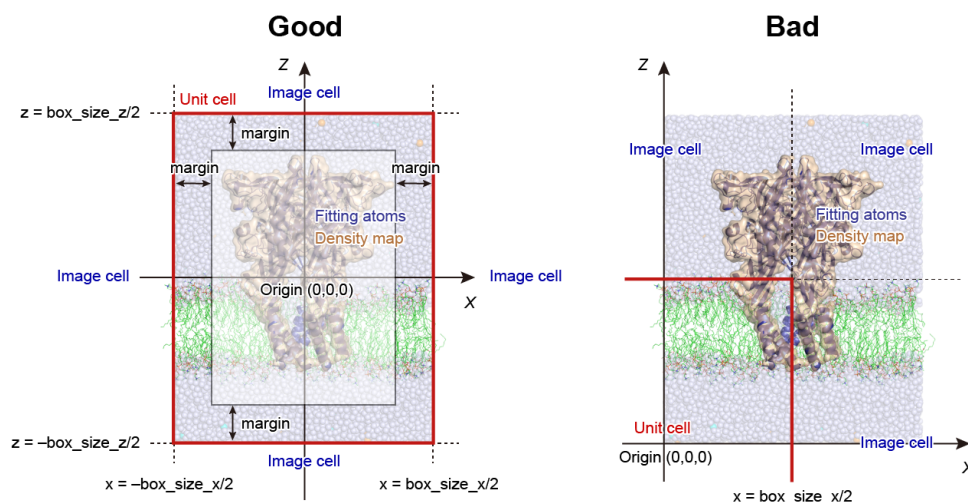 Good
Z
Image cell
Unit cell
z = box_size_z/2
margin
margin
margin
Fitting atoms
Density map
Image cell
Image cell
Origin (0,0,0)
X
margin
z = –box_size_z/2
Image cell
x = –box_size_x/2
x = box_size_x/2
Bad
Z
Image cell
Image cell
Fitting atoms
Density map
Unit cell
Image cell
Origin (0,0,0)
X
x = box_size_x/2